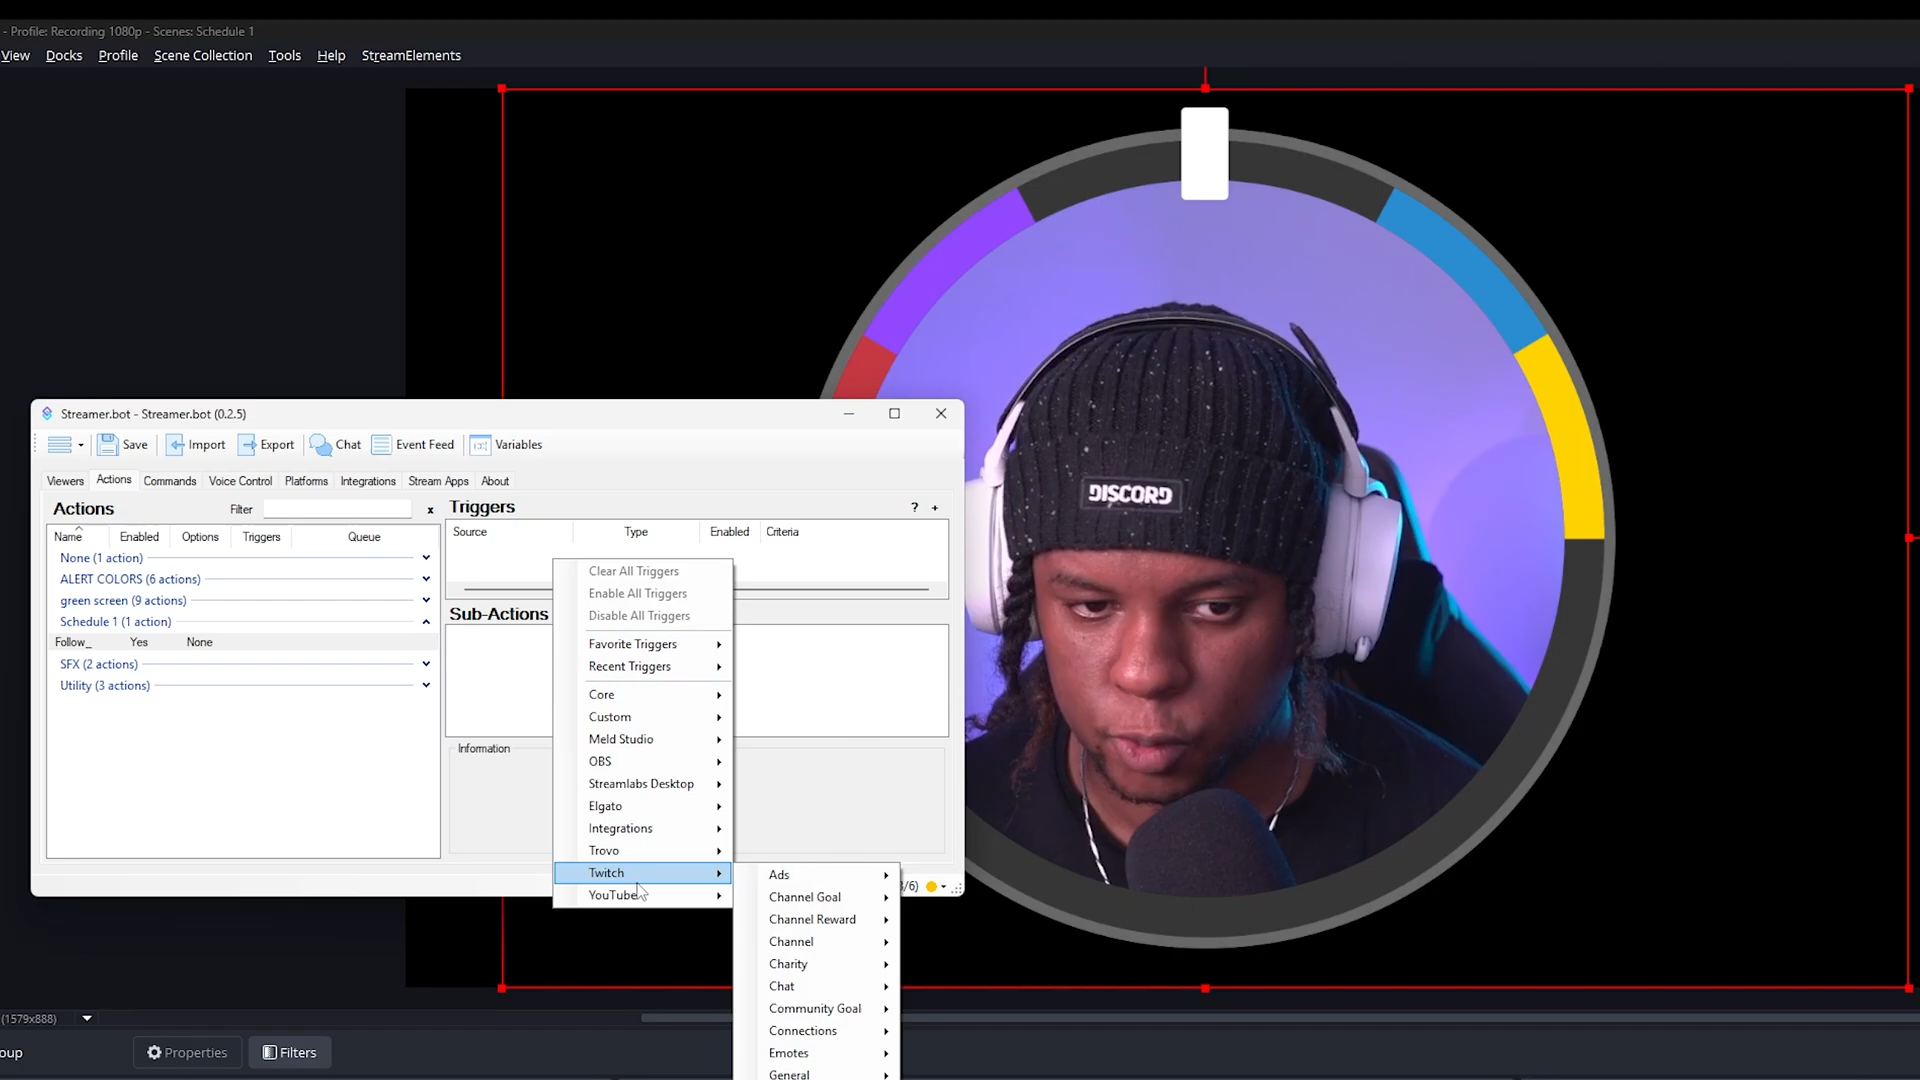 - Profile: Recording 1080p - Scenes: Schedule 1
View Docks Profile Scene Collection Tools Help StreamElements
DISCORD
Streamer.bot - Streamer.bot (0.2.5)
Save Import Export Chat Event Feed Variables
Viewers Actions Commands Voice Control Platforms Integrations Stream Apps About
Actions Filter x
Name Enabled Options Triggers Queue
None (1 action)
ALERT COLORS (6 actions)
green screen (9 actions)
Schedule 1 (1 action)
Follow_ Yes None
SFX (2 actions)
Utility (3 actions)
Triggers ? +
Source Type Enabled Criteria
Sub-Actions
Information
Clear All Triggers
Enable All Triggers
Disable All Triggers
Favorite Triggers
Recent Triggers
Core
Custom
Meld Studio
OBS
Streamlabs Desktop
Elgato
Integrations
Trovo
Twitch
YouTube
Ads
Channel Goal
Channel Reward
Channel
Charity
Chat
Community Goal
Connections
Emotes
General
/6)
(1579x888)
oup Properties Filters